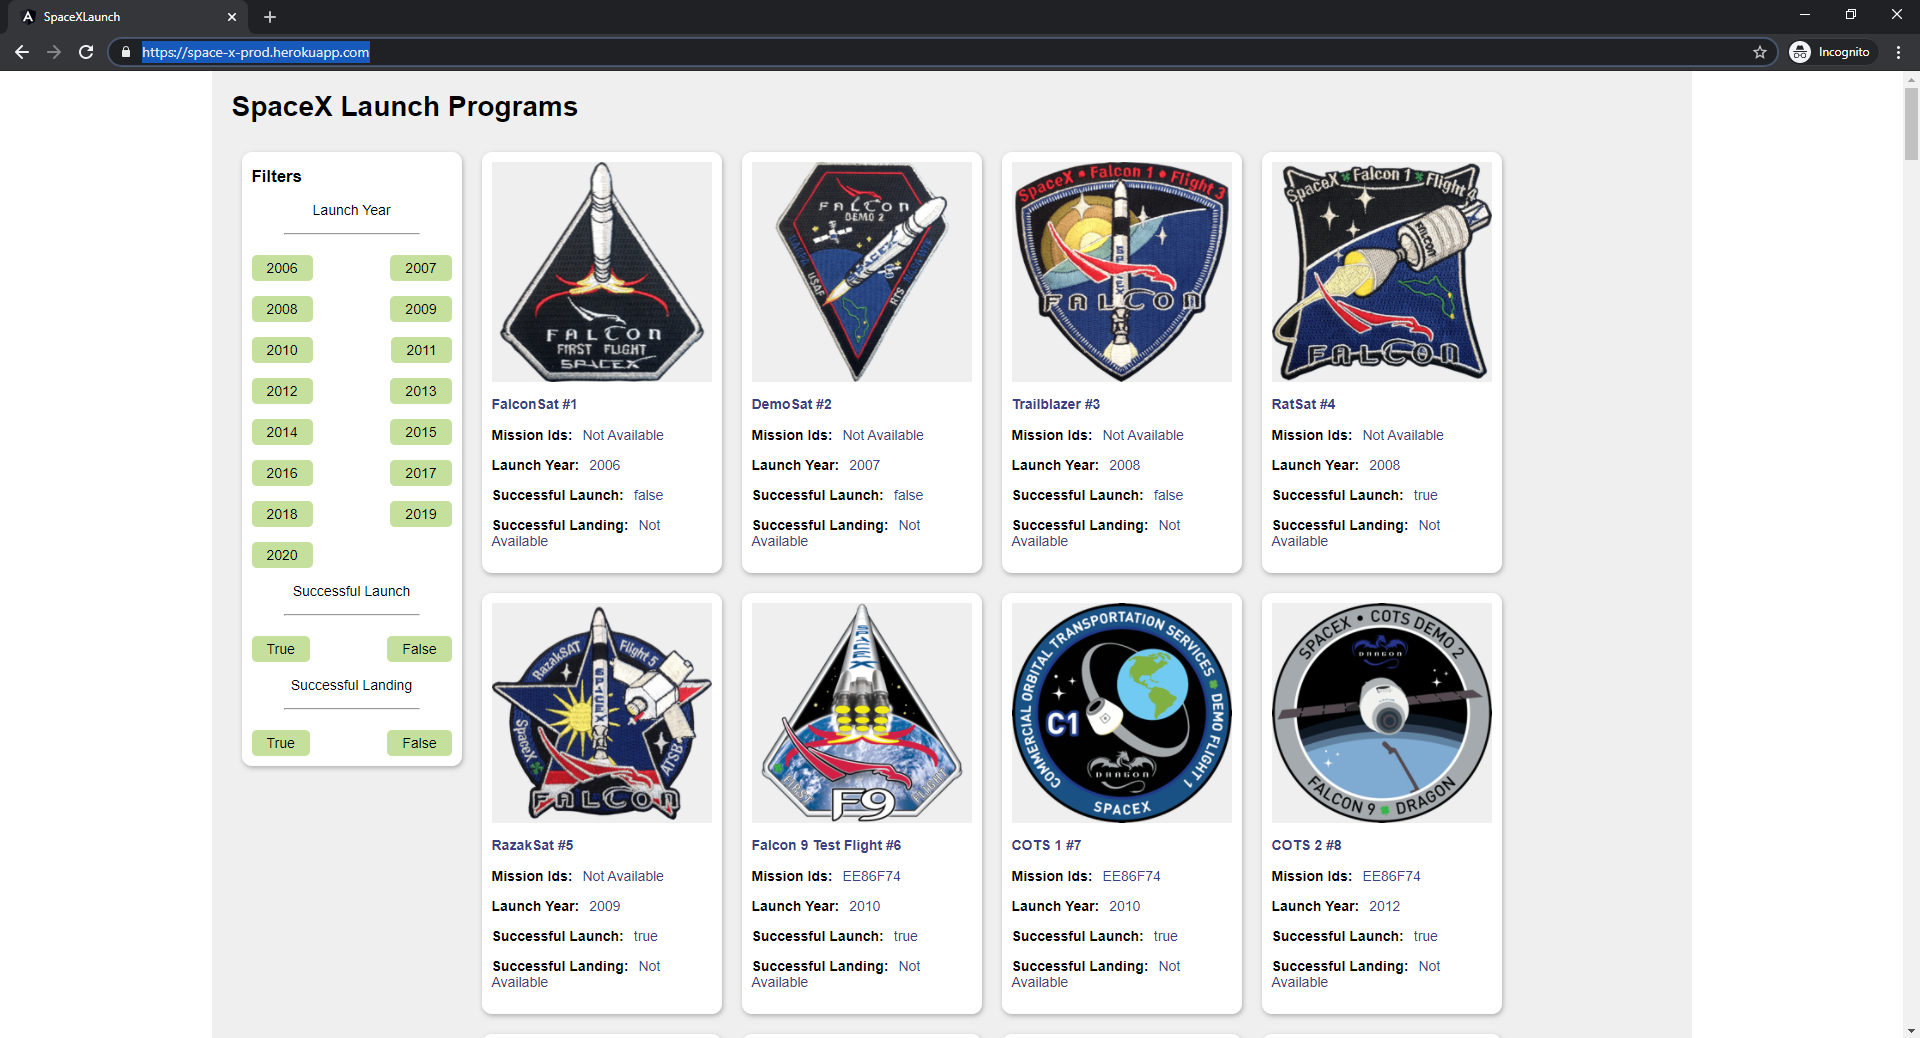 SpaceXLaunch
https://space-x-prod.herokuapp.com
Incognito
SpaceX Launch Programs
Filters
Launch Year
2006 2007
2008 2009
2010 2011
2012 2013
2014 2015
2016 2017
2018 2019
2020
Successful Launch
True False
Successful Landing
True False
FALCON
FIRST FLIGHT
SPACEX
FalconSat #1
Mission Ids: Not Available
Launch Year: 2006
Successful Launch: false
Successful Landing: Not
Available
FALCON
DEMO 2
SPACEX
USAF
RTS
DemoSat #2
Mission Ids: Not Available
Launch Year: 2007
Successful Launch: false
Successful Landing: Not
Available
SpaceX • Falcon 1 • Flight 3
SPACEX
FALCON
Trailblazer #3
Mission Ids: Not Available
Launch Year: 2008
Successful Launch: false
Successful Landing: Not
Available
SpaceX Falcon 1 Flight 4
FALCON
FALCON
RatSat #4
Mission Ids: Not Available
Launch Year: 2008
Successful Launch: true
Successful Landing: Not
Available
RazakSAT Flight 5
SPACEX
SpaceX
ATSB
FALCON
RazakSat #5
Mission Ids: Not Available
Launch Year: 2009
Successful Launch: true
Successful Landing: Not
Available
SPACEX
FIRST FLIGHT
F9
Falcon 9 Test Flight #6
Mission Ids: EE86F74
Launch Year: 2010
Successful Launch: true
Successful Landing: Not
Available
COMMERCIAL ORBITAL TRANSPORTATION SERVICES DEMO FLIGHT 1
C1
DRAGON
SPACEX
COTS 1 #7
Mission Ids: EE86F74
Launch Year: 2010
Successful Launch: true
Successful Landing: Not
Available
SPACEX • COTS DEMO 2
DRAGON
FALCON 9 DRAGON
COTS 2 #8
Mission Ids: EE86F74
Launch Year: 2012
Successful Launch: true
Successful Landing: Not
Available